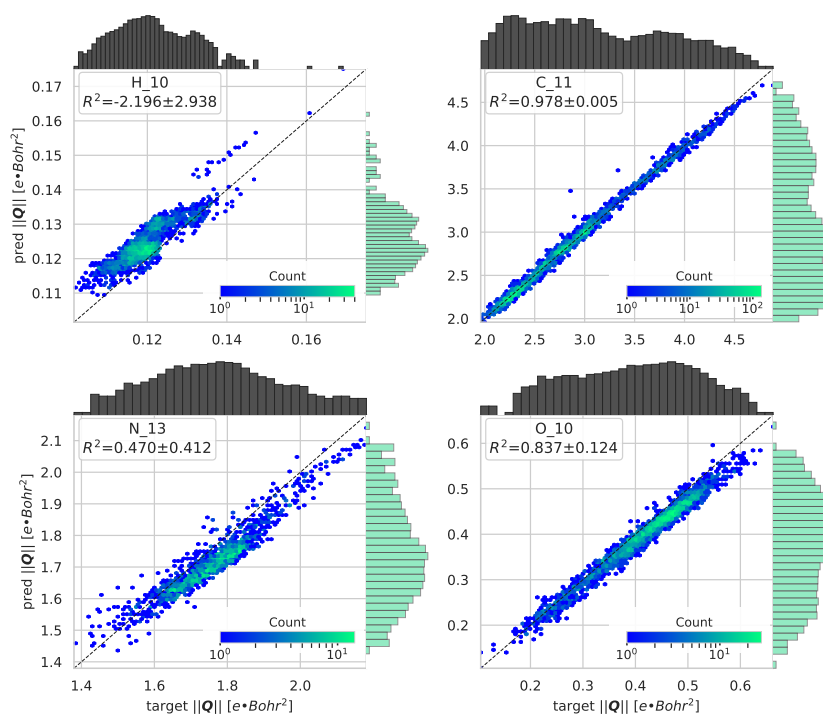 H_10
R²=-2.196±2.938
pred ||Q|| [e•Bohr²]
0.17
0.16
0.15
0.14
0.13
0.12
0.11
Count
10⁰ 10¹
0.12 0.14 0.16
C_11
R²=0.978±0.005
4.5
4.0
3.5
3.0
2.5
2.0
Count
10⁰ 10¹ 10²
2.0 2.5 3.0 3.5 4.0 4.5
N_13
R²=0.470±0.412
pred ||Q|| [e•Bohr²]
2.1
2.0
1.9
1.8
1.7
1.6
1.5
1.4
Count
10⁰ 10¹
1.4 1.6 1.8 2.0
target ||Q|| [e•Bohr²]
O_10
R²=0.837±0.124
0.6
0.5
0.4
0.3
0.2
Count
10⁰ 10¹
0.2 0.3 0.4 0.5 0.6
target ||Q|| [e•Bohr²]